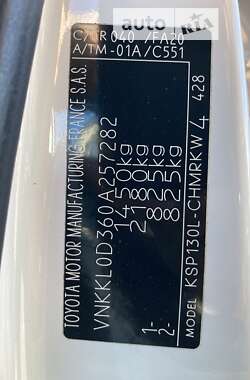 auto RIA
TOYOTA MOTOR MANUFACTURING FRANCE S.A.S.
VNKKL0D360A257282
1450kg
2180kg
1- 825kg
2- 825kg
MODEL KSP130L-CHMRKW 4 428
C/TR 040 /FA20
A/TM -01A/C551